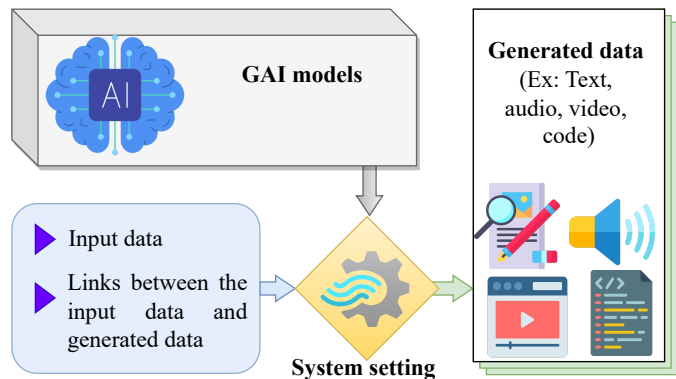 AI
GAI models
Generated data
(Ex: Text,
audio, video,
code)
Input data
Links between the
input data and
generated data
System setting
</>